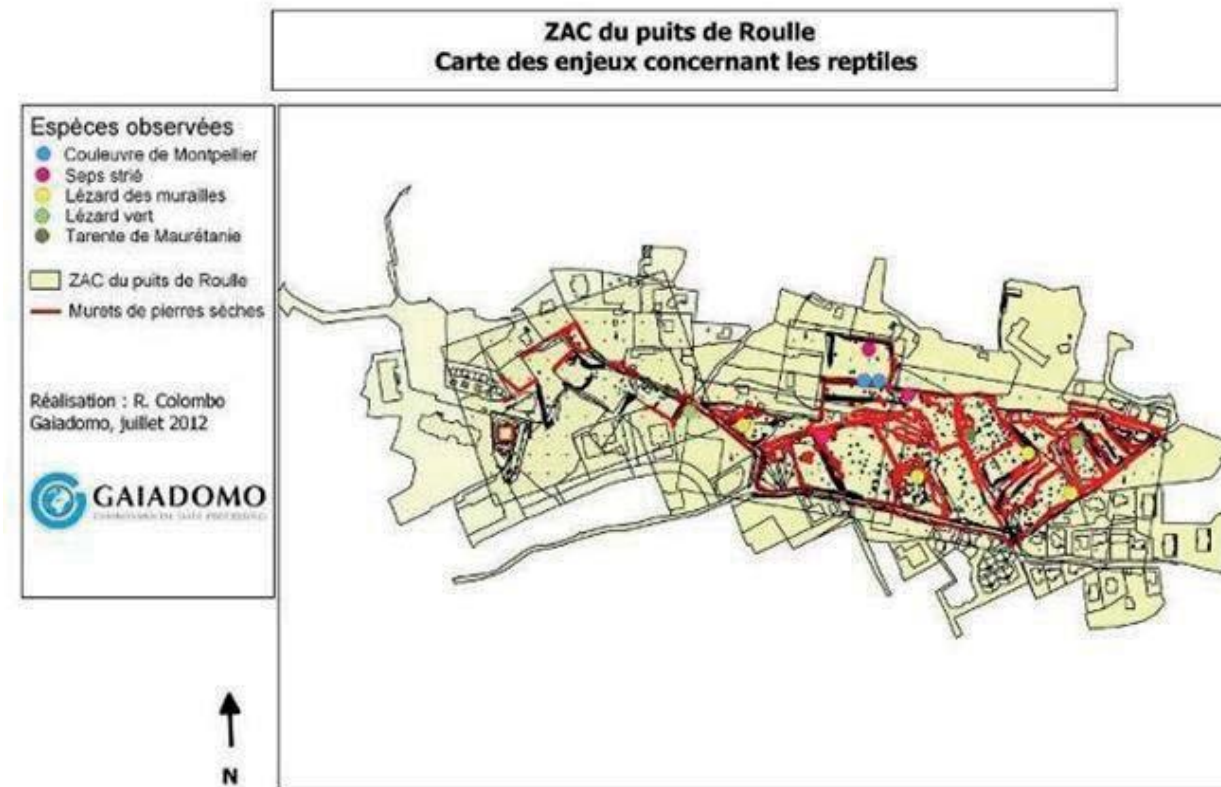 ZAC du puits de Roulle
Carte des enjeux concernant les reptiles
Espèces observées
Couleuvre de Montpellier
Seps strié
Lézard des murailles
Lézard vert
Tarente de Maurétanie
ZAC du puits de Roulle
Murets de pierres sèches
Réalisation : R. Colombo
Gaiadomo, juillet 2012
GAIADOMO
N